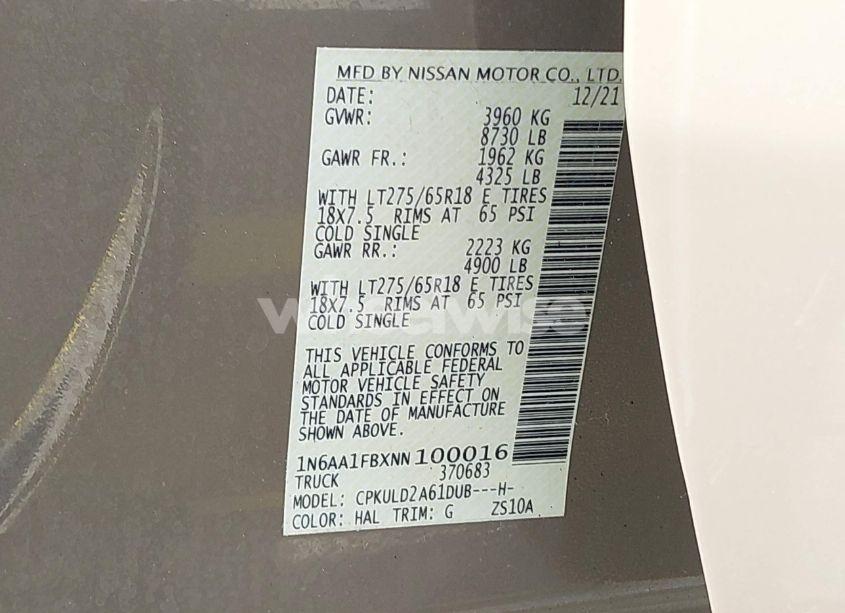 MFD BY NISSAN MOTOR CO., LTD.
DATE: 12/21
GVWR: 3960 KG
8730 LB
GAWR FR.: 1962 KG
4325 LB
WITH LT275/65R18 E TIRES
18X7.5 RIMS AT 65 PSI
COLD SINGLE
GAWR RR.: 2223 KG
4900 LB
WITH LT275/65R18 E TIRES
18X7.5 RIMS AT 65 PSI
COLD SINGLE
THIS VEHICLE CONFORMS TO
ALL APPLICABLE FEDERAL
MOTOR VEHICLE SAFETY
STANDARDS IN EFFECT ON
THE DATE OF MANUFACTURE
SHOWN ABOVE.
1N6AA1FBXNN100016
TRUCK 370683
MODEL: CPKULD2A61DUB---H-
COLOR: HAL TRIM: G ZS10A